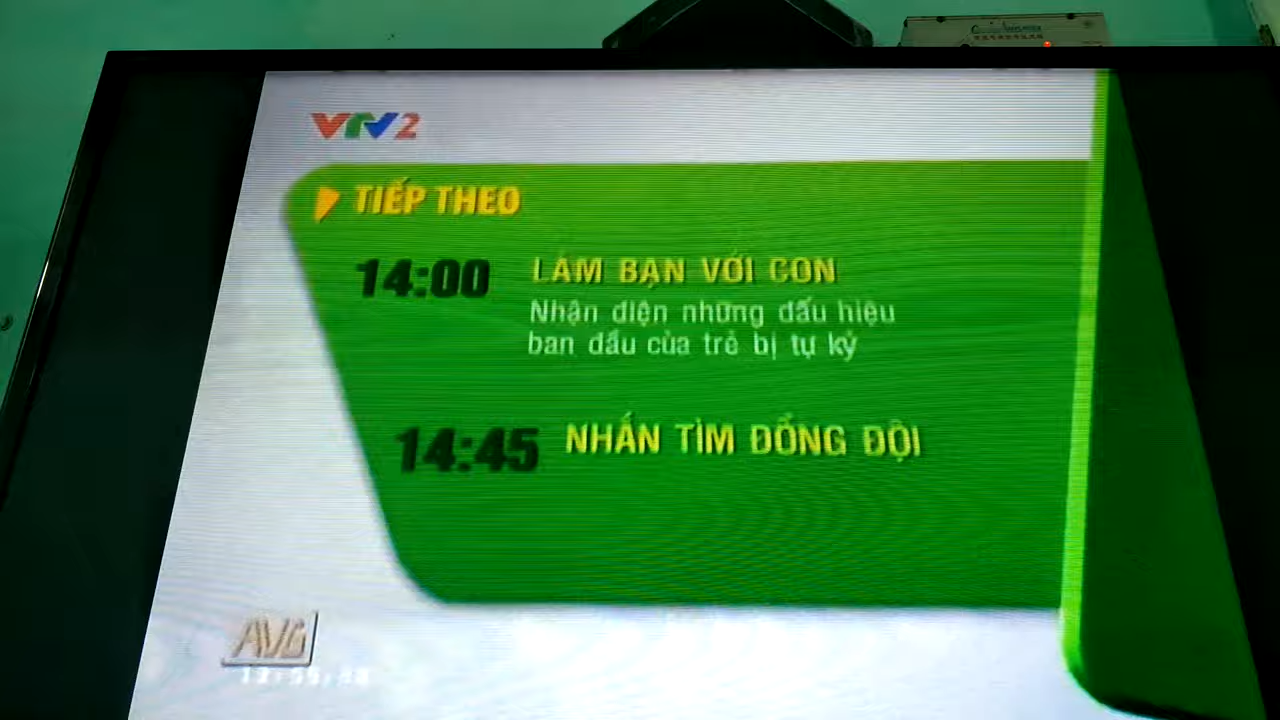 VTV2
TIẾP THEO
14:00 LÀM BẠN VỚI CON
Nhận diện những dấu hiệu
ban đầu của trẻ bị tự kỷ
14:45 NHẮN TÌM ĐỒNG ĐỘI
AVG